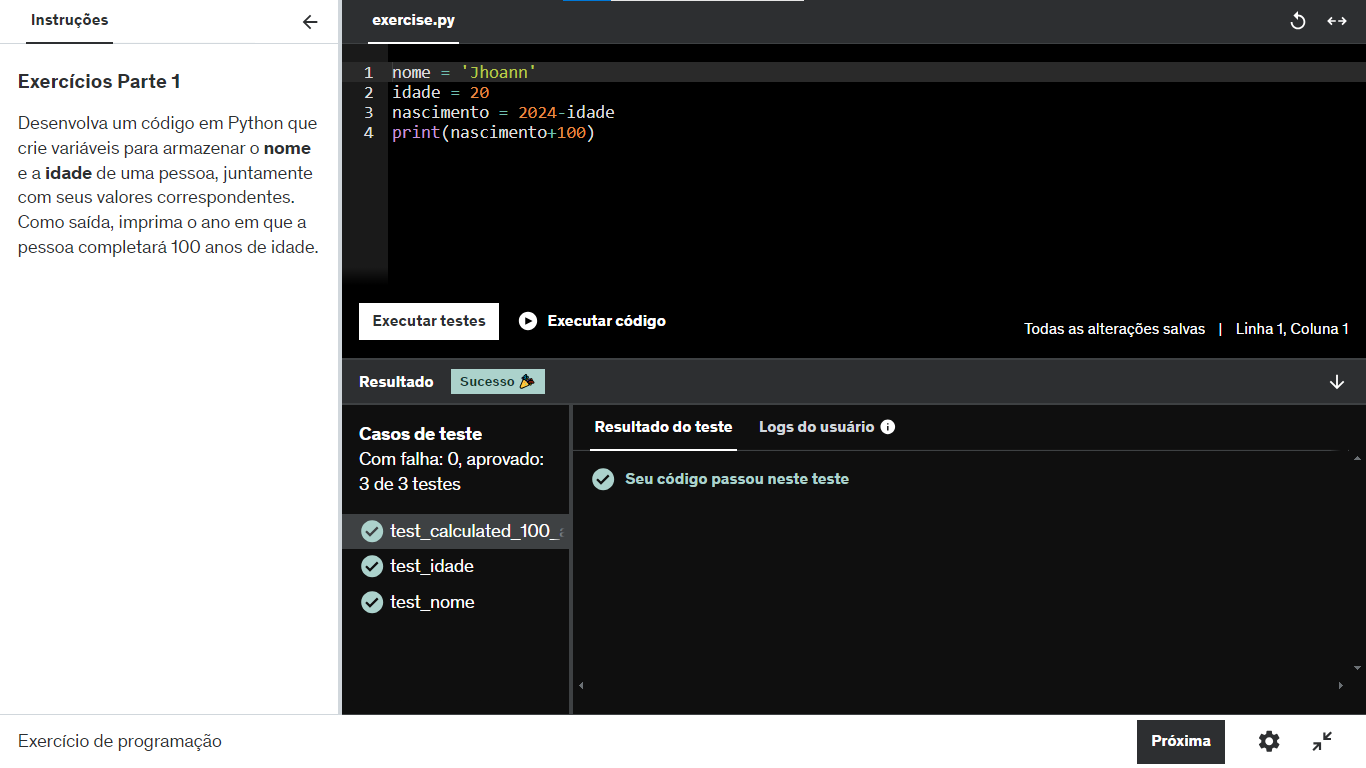 Instruções
Exercícios Parte 1
Desenvolva um código em Python que
crie variáveis para armazenar o nome
e a idade de uma pessoa, juntamente
com seus valores correspondentes.
Como saída, imprima o ano em que a
pessoa completará 100 anos de idade.
exercise.py
1 nome = 'Jhoann'
2 idade = 20
3 nascimento = 2024-idade
4 print(nascimento+100)
Executar testes
Executar código
Todas as alterações salvas | Linha 1, Coluna 1
Resultado
Sucesso
Casos de teste
Com falha: 0, aprovado:
3 de 3 testes
test_calculated_100_a
test_idade
test_nome
Resultado do teste
Logs do usuário
Seu código passou neste teste
Exercício de programação
Próxima